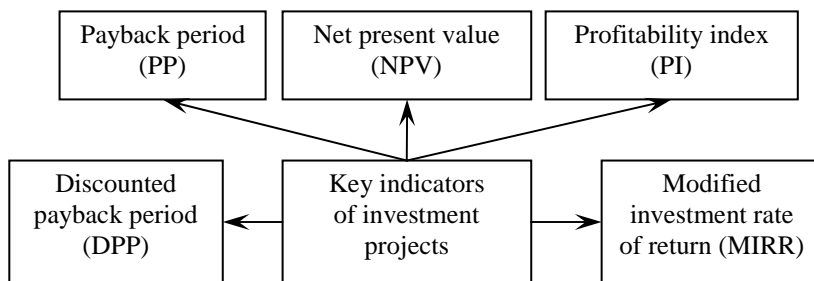 Payback period
(PP)
Net present value
(NPV)
Profitability index
(PI)
Discounted
payback period
(DPP)
Key indicators
of investment
projects
Modified
investment rate
of return (MIRR)